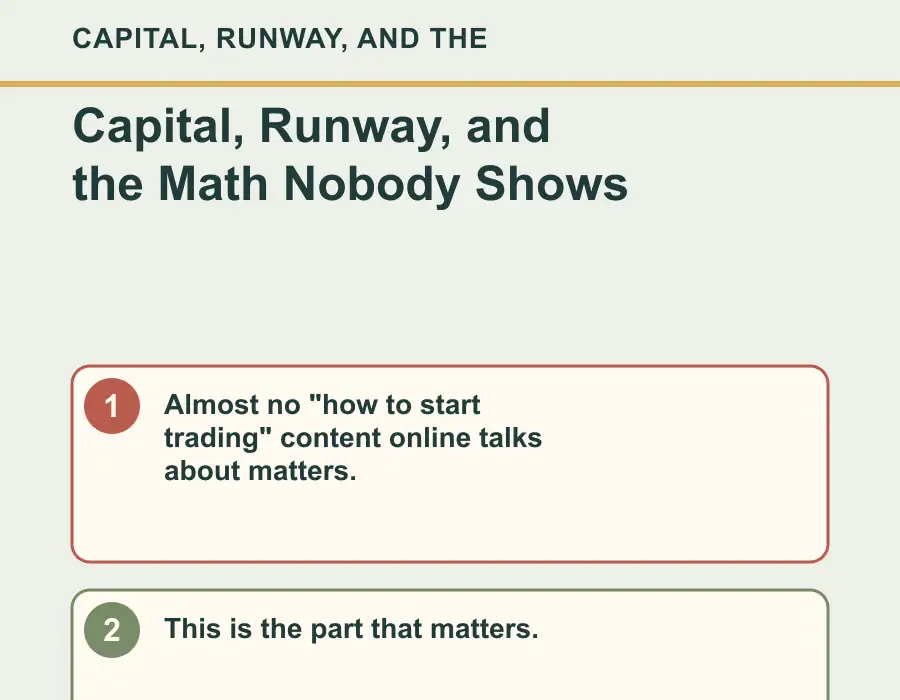 CAPITAL, RUNWAY, AND THE
Capital, Runway, and
the Math Nobody Shows
1
Almost no "how to start
trading" content online talks
about matters.
2
This is the part that matters.